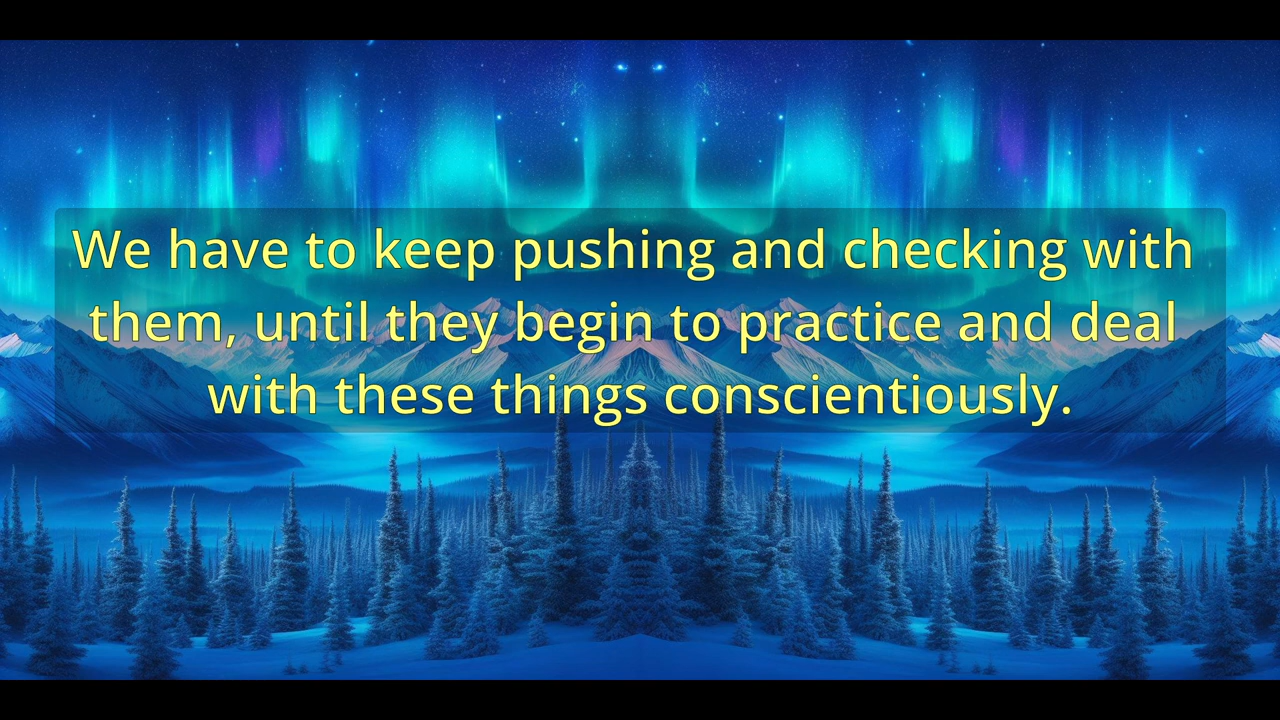 We have to keep pushing and checking with
them, until they begin to practice and deal
with these things conscientiously.